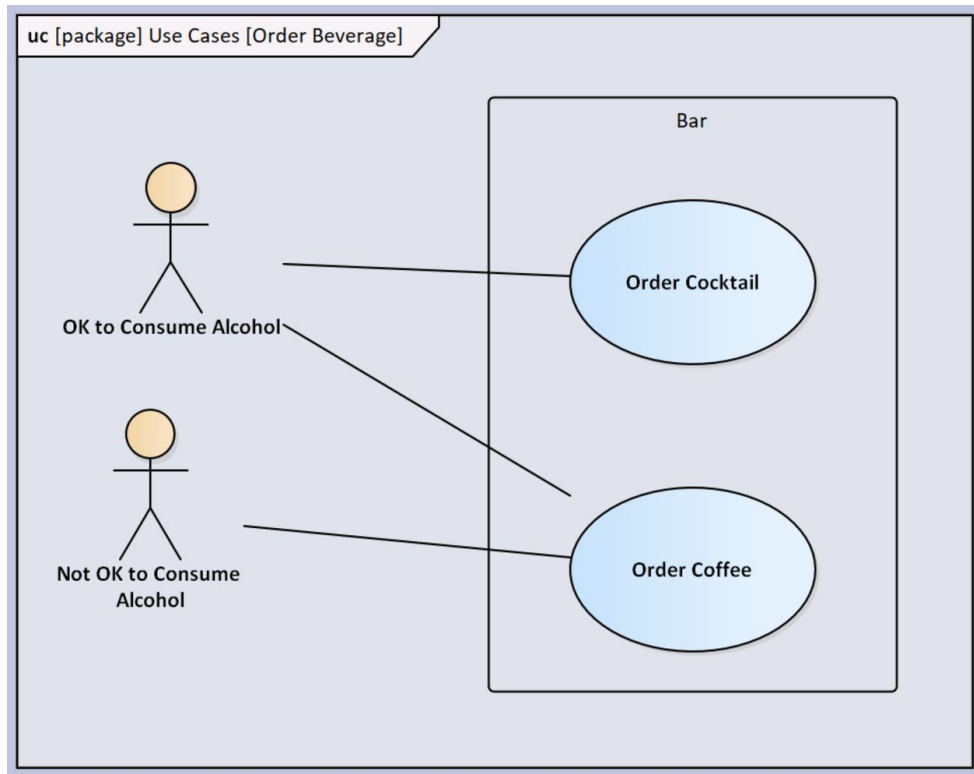 uc [package] Use Cases [Order Beverage]
Bar
OK to Consume Alcohol
Order Cocktail
Not OK to Consume
Alcohol
Order Coffee